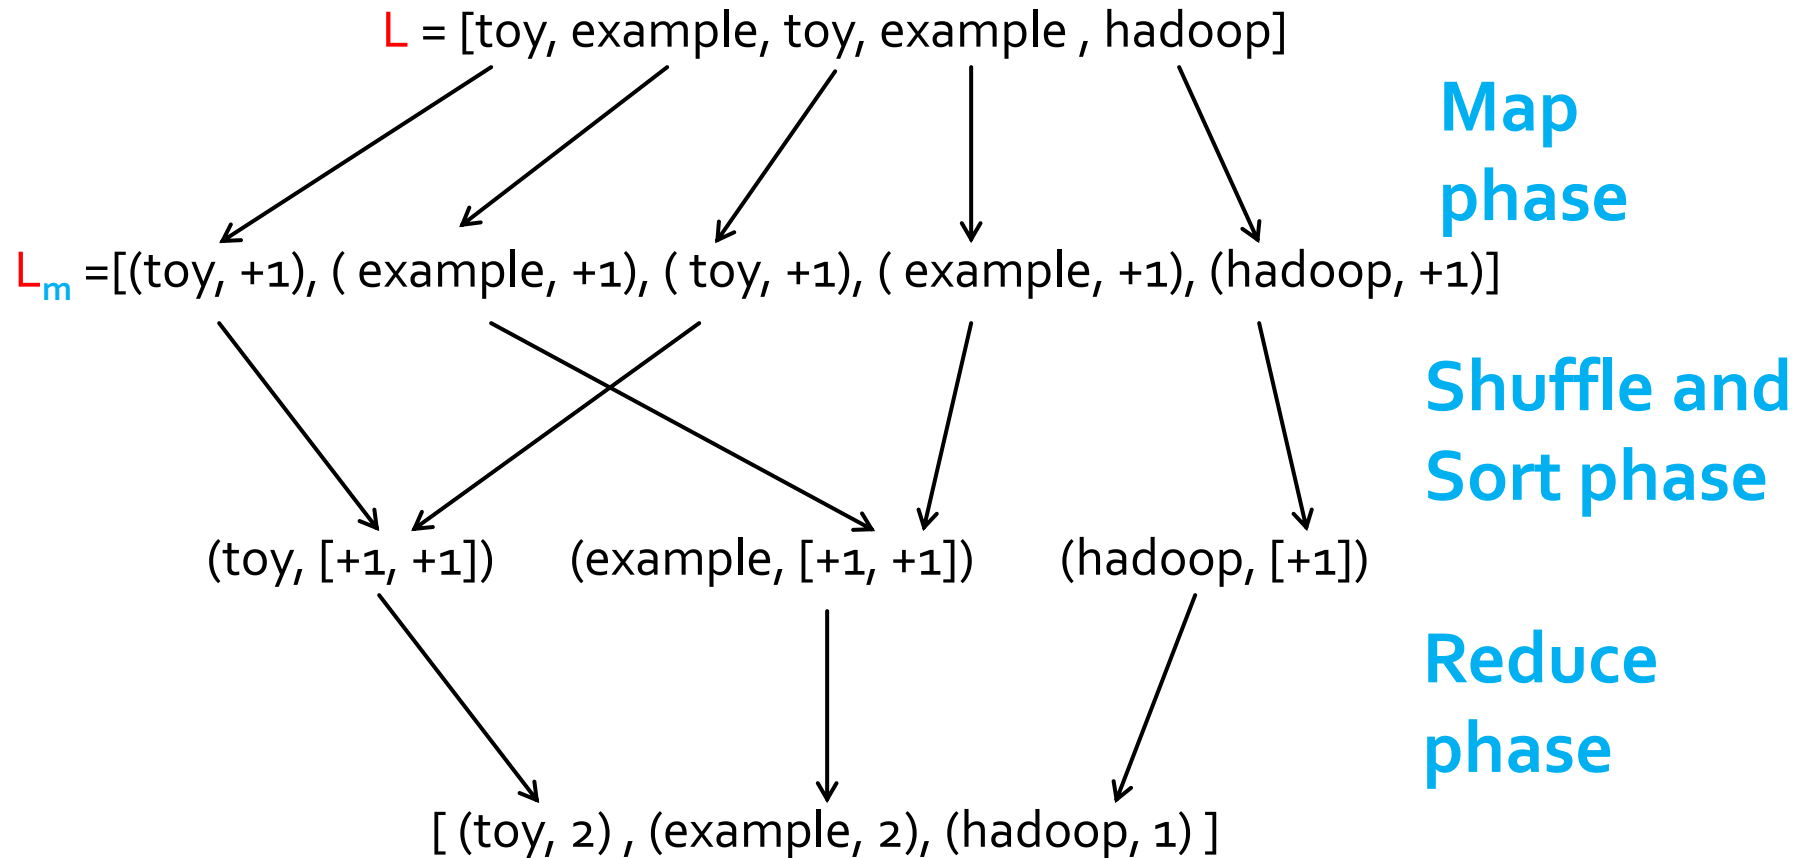 L = [toy, example, toy, example , hadoop]
Map
phase
Lm =[(toy, +1), ( example, +1), ( toy, +1), ( example, +1), (hadoop, +1)]
Shuffle and
Sort phase
(toy, [+1, +1]) (example, [+1, +1]) (hadoop, [+1])
Reduce
phase
[ (toy, 2) , (example, 2), (hadoop, 1) ]